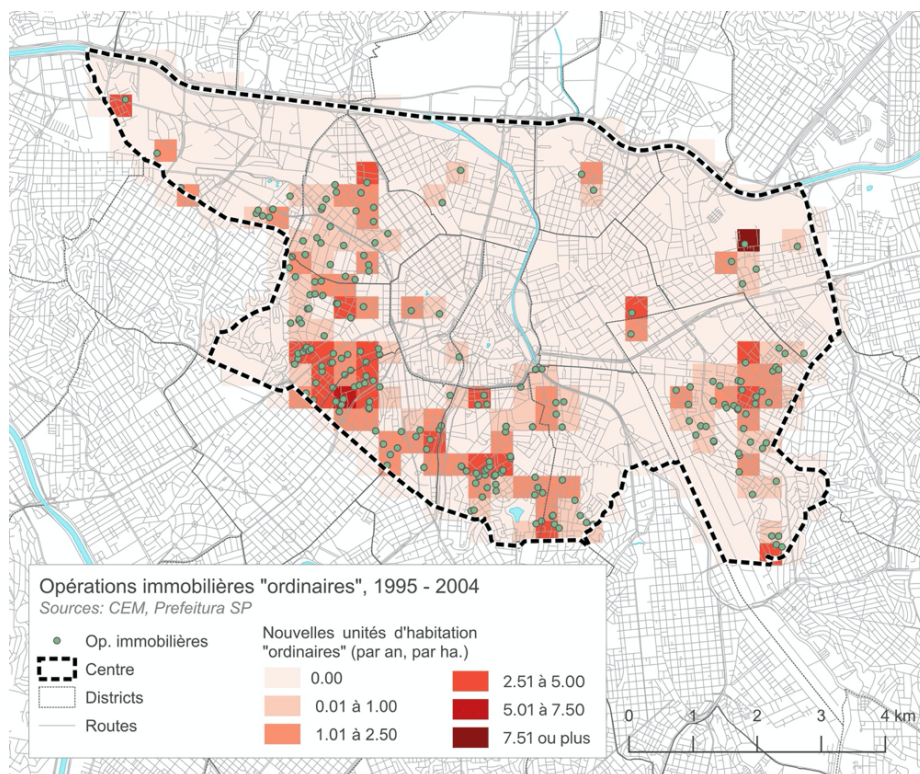 Opérations immobilières "ordinaires", 1995 - 2004
Sources: CEM, Prefeitura SP
Op. immobilières
Centre
Districts
Routes
Nouvelles unités d'habitation
"ordinaires" (par an, par ha.)
0.00
0.01 à 1.00
1.01 à 2.50
2.51 à 5.00
5.01 à 7.50
7.51 ou plus
0 1 2 3 4 km